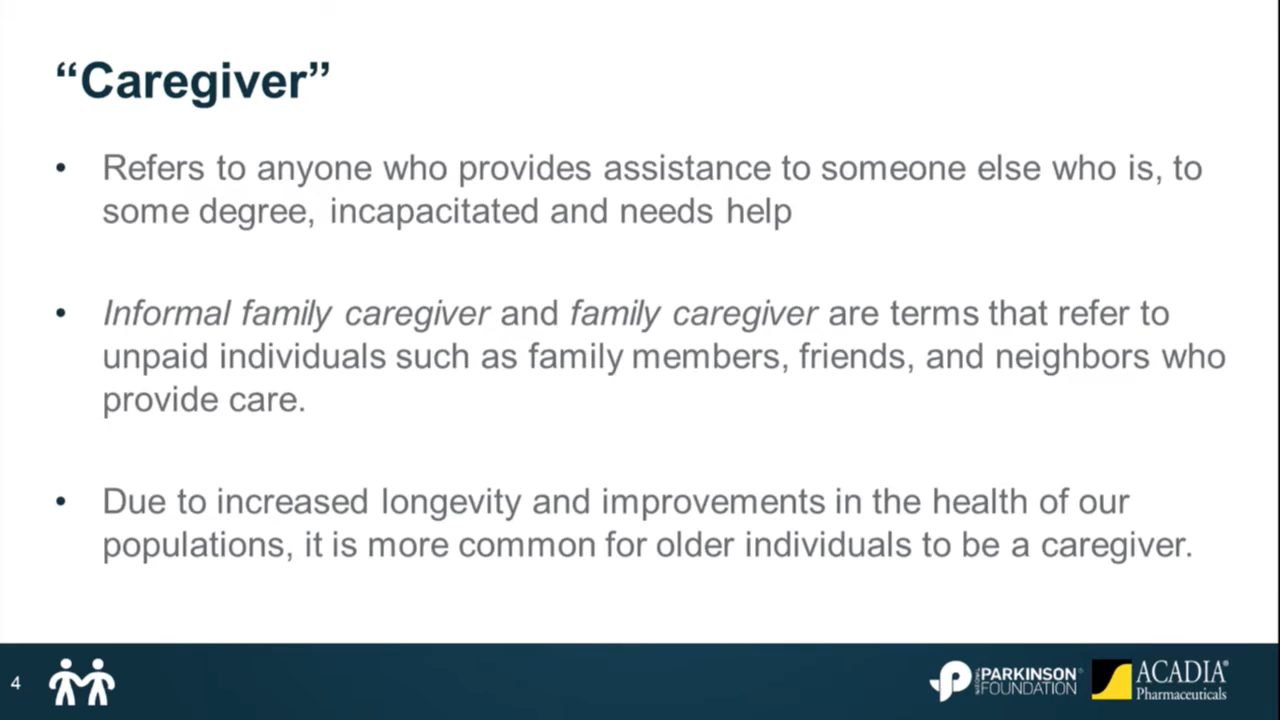 “Caregiver”
• Refers to anyone who provides assistance to someone else who is, to
some degree, incapacitated and needs help
• Informal family caregiver and family caregiver are terms that refer to
unpaid individuals such as family members, friends, and neighbors who
provide care.
• Due to increased longevity and improvements in the health of our
populations, it is more common for older individuals to be a caregiver.
4
NATIONAL PARKINSON®
FOUNDATION
ACADIA®
Pharmaceuticals